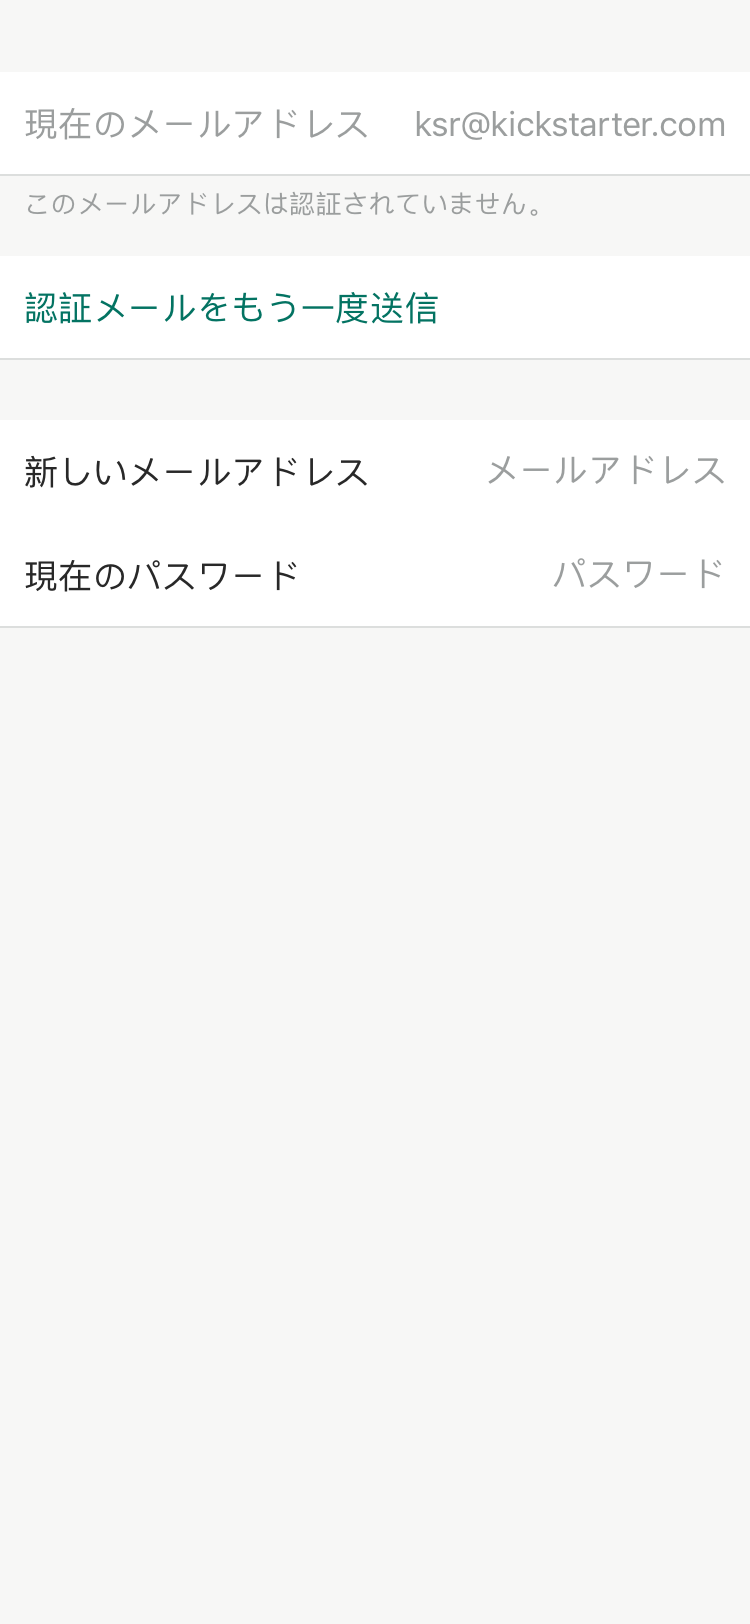 現在のメールアドレス ksr@kickstarter.com
このメールアドレスは認証されていません。
認証メールをもう一度送信
新しいメールアドレス メールアドレス
現在のパスワード パスワード